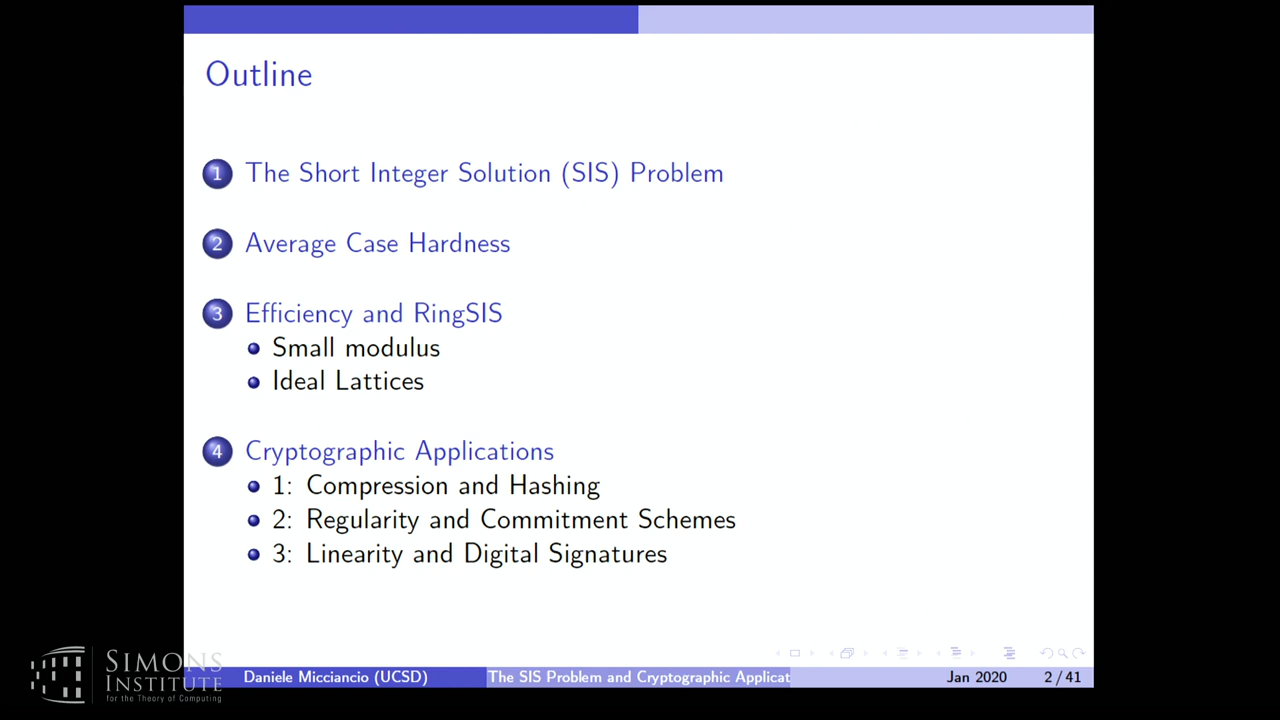 Outline
1 The Short Integer Solution (SIS) Problem
2 Average Case Hardness
3 Efficiency and RingSIS
Small modulus
Ideal Lattices
4 Cryptographic Applications
1: Compression and Hashing
2: Regularity and Commitment Schemes
3: Linearity and Digital Signatures
SIMONS
INSTITUTE
for the Theory of Computing
Daniele Micciancio (UCSD) The SIS Problem and Cryptographic Applicat Jan 2020 2 / 41